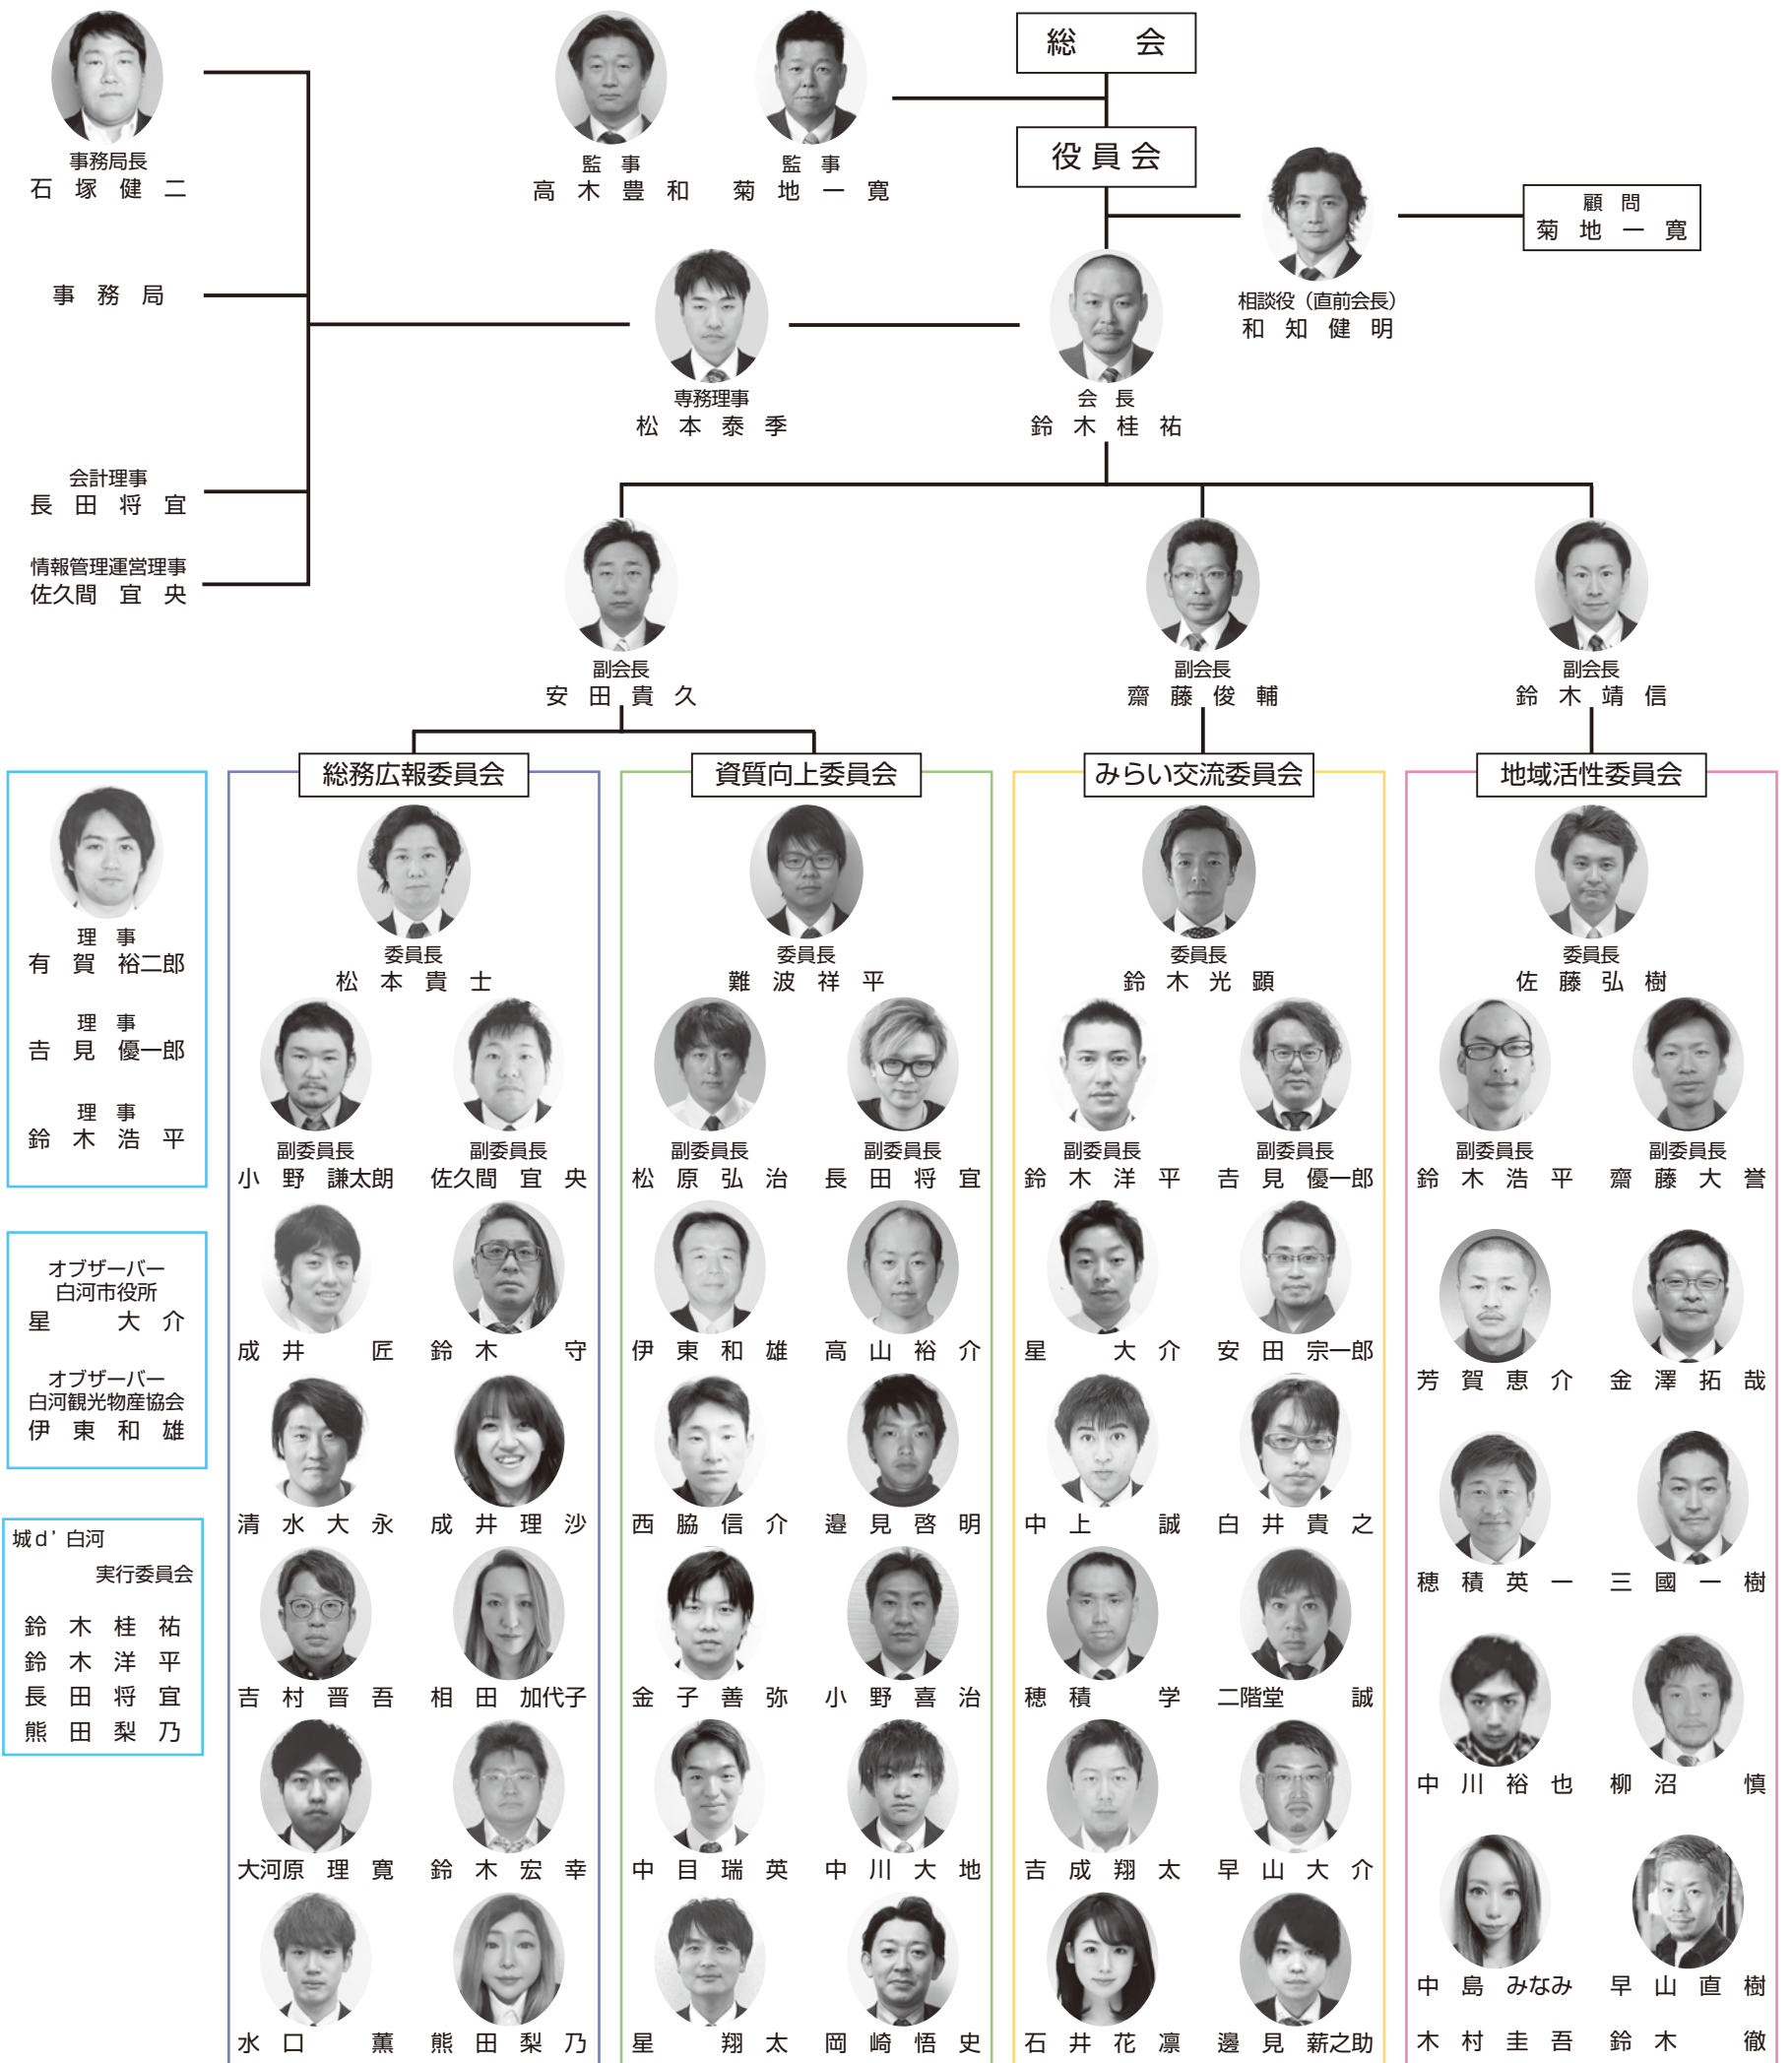 総　会
役員会
事務局長
石塚健二
監事
高木豊和
監事
菊地一寛
顧問
菊地一寛
相談役（直前会長）
和知健明
事務局
専務理事
松本泰季
会長
鈴木桂祐
会計理事
長田将宜
情報管理運営理事
佐久間宜央
副会長
安田貴久
副会長
齋藤俊輔
副会長
鈴木靖信
理事
有賀裕二郎
理事
吉見優一郎
理事
鈴木浩平
オブザーバー
白河市役所
星大介
オブザーバー
白河観光物産協会
伊東和雄
城d'白河
実行委員会
鈴木桂祐
鈴木洋平
長田将宜
熊田梨乃
総務広報委員会
委員長
松本貴士
副委員長　副委員長
小野謙太朗　佐久間宜央
成井匠　鈴木守
清水大永　成井理沙
吉村晋吾　相田加代子
大河原理寛　鈴木宏幸
水口薫　熊田梨乃
資質向上委員会
委員長
難波祥平
副委員長　副委員長
松原弘治　長田将宜
伊東和雄　高山裕介
西脇信介　邉見啓明
金子善弥　小野喜治
中目瑞英　中川大地
星翔太　岡崎悟史
みらい交流委員会
委員長
鈴木光顕
副委員長　副委員長
鈴木洋平　吉見優一郎
星大介　安田宗一郎
中上誠　白井貴之
穂積学　二階堂誠
吉成翔太　早山大介
石井花凛　邊見薪之助
地域活性委員会
委員長
佐藤弘樹
副委員長　副委員長
鈴木浩平　齋藤大誉
芳賀恵介　金澤拓哉
穂積英一　三國一樹
中川裕也　柳沼慎
中島みなみ　早山直樹
木村圭吾　鈴木徹